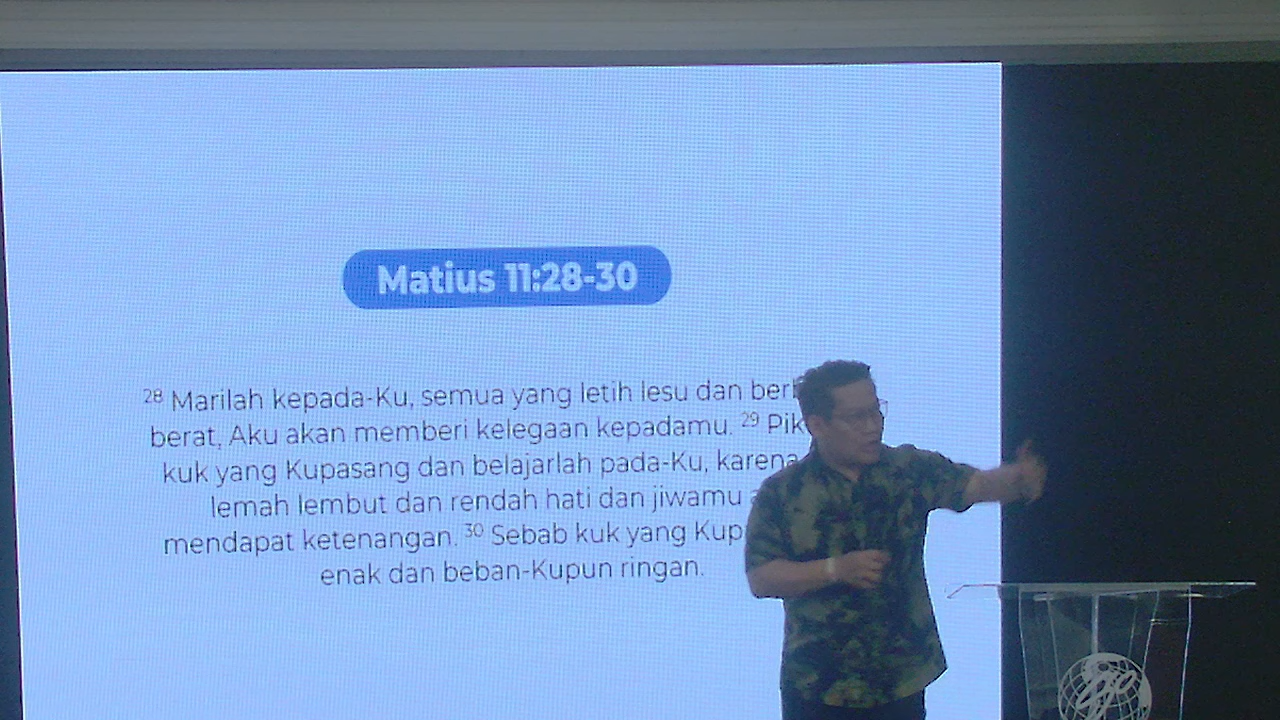 Matius 11:28-30
28 Marilah kepada-Ku, semua yang letih lesu dan
berat, Aku akan memberi kelegaan kepadamu. 29
kuk yang Kupasang dan belajarlah pada-Ku, karena
lemah lembut dan rendah hati dan jiwamu
mendapat ketenangan. 30 Sebab kuk yang
enak dan beban-Kupun ringan.